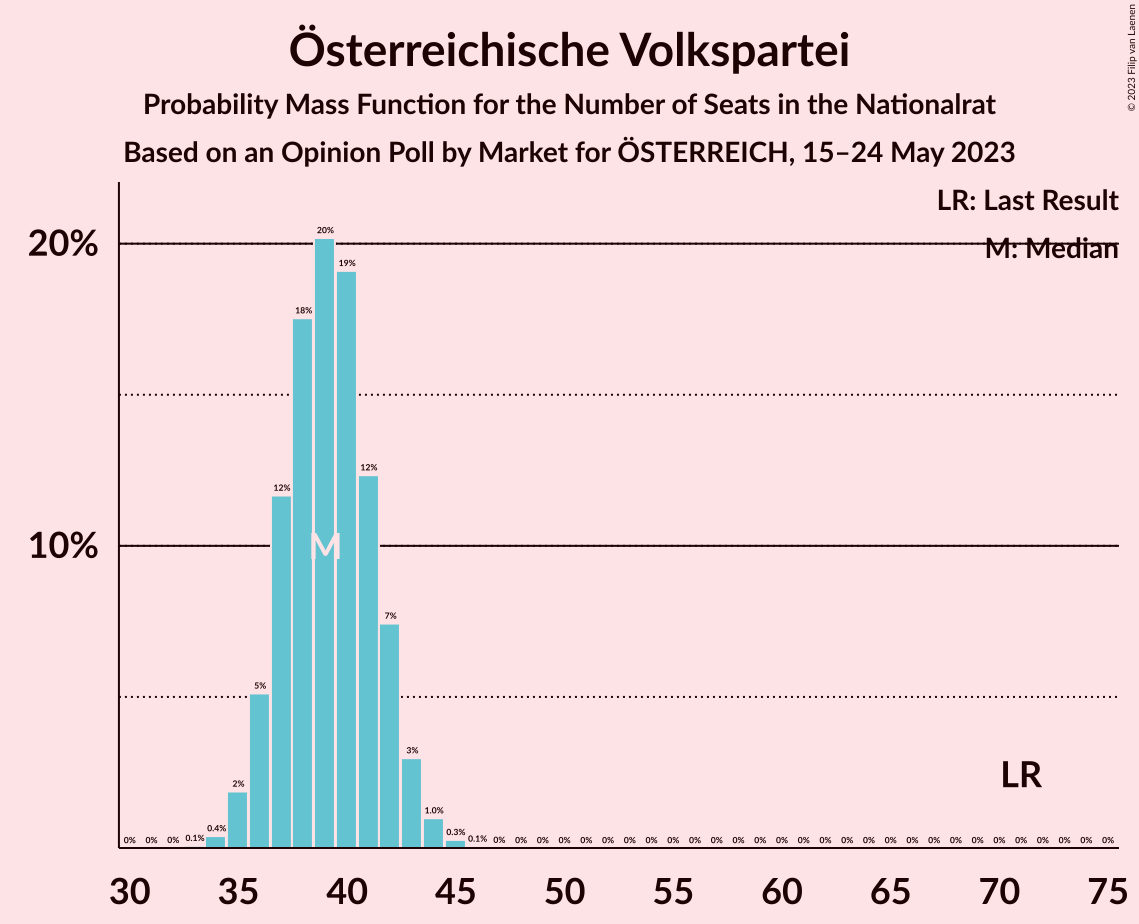 Österreichische Volkspartei
Probability Mass Function for the Number of Seats in the Nationalrat
Based on an Opinion Poll by Market for ÖSTERREICH, 15–24 May 2023
© 2023 Filip van Laenen
LR: Last Result
M: Median
20%
10%
0% 0% 0% 0.1% 0.4% 2% 5% 12% 18% 20% 19% 12% 7% 3% 1.0% 0.3% 0.1% 0% 0% 0% 0% 0% 0% 0% 0% 0% 0% 0% 0% 0% 0% 0% 0% 0% 0% 0% 0% 0% 0% 0% 0% 0% 0% 0% 0% 0%
M
LR
30 35 40 45 50 55 60 65 70 75